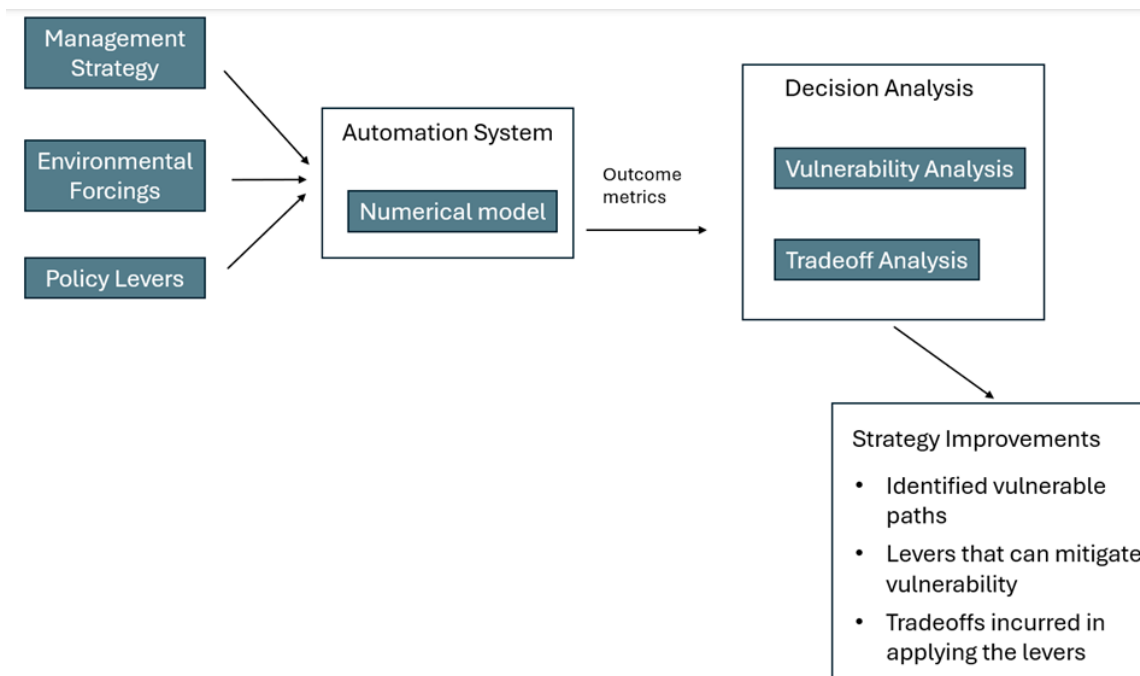 Management
Strategy
Environmental
Forcings
Policy Levers
Automation System
Numerical model
Outcome
metrics
Decision Analysis
Vulnerability Analysis
Tradeoff Analysis
Strategy Improvements
• Identified vulnerable
paths
• Levers that can mitigate
vulnerability
• Tradeoffs incurred in
applying the levers